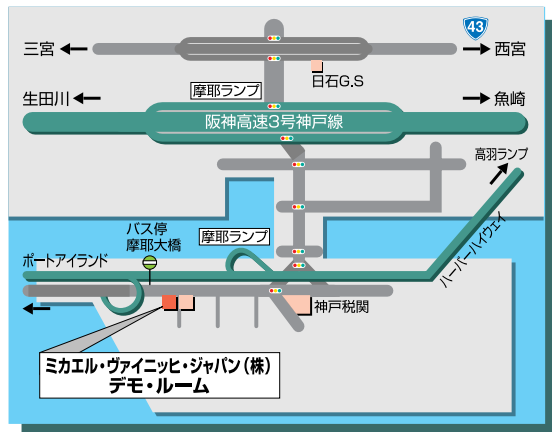 43
三宮
西宮
日石G.S
摩耶ランプ
生田川
魚崎
阪神高速3号神戸線
高羽ランプ
バス停
摩耶大橋
摩耶ランプ
ハーバーハイウェイ
ポートアイランド
神戸税関
ミカエル・ヴァイニッヒ・ジャパン(株)
デモ・ルーム